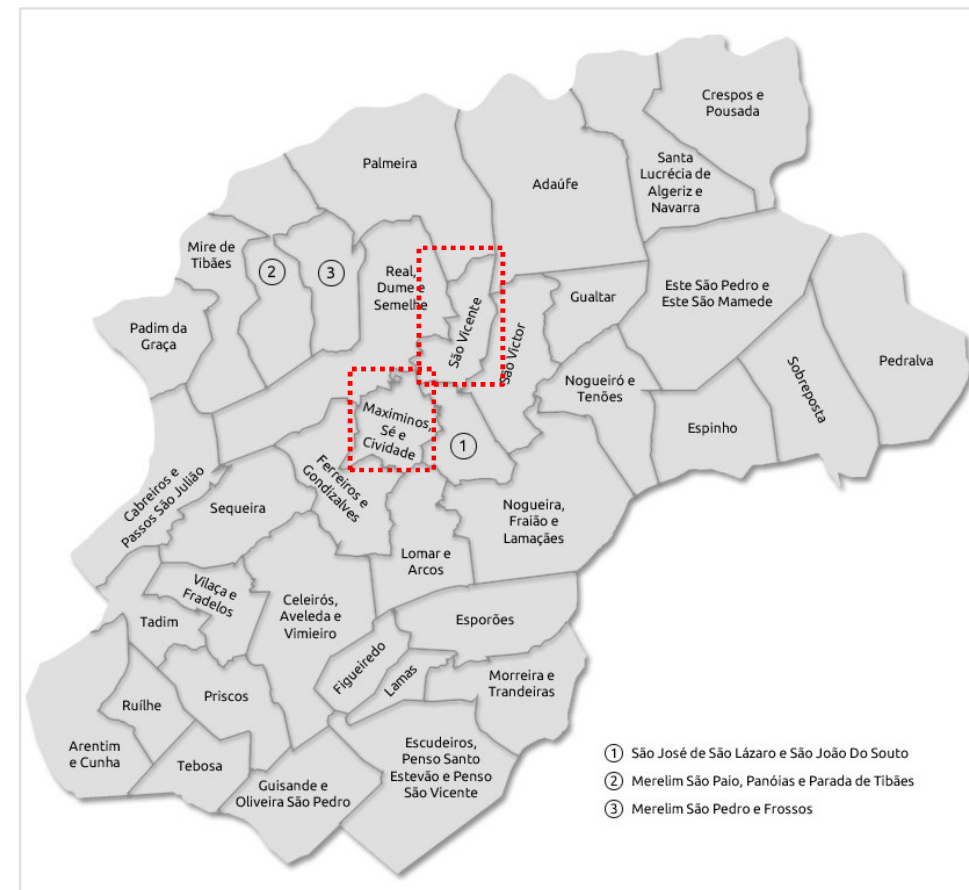 Crespos e
Pousada
Palmeira
Adaúfe
Santa
Lucrécia de
Algeriz e
Navarra
Mire de
Tibães
2
3
Real,
Dume e
Semelhe
São Vicente
São Victor
Gualtar
Este São Pedro e
Este São Mamede
Padim da
Graça
Nogueiró e
Tenões
Sobreposta
Pedralva
Maximinos,
Sé e
Cividade
1
Espinho
Cabreiros e
Passos São Julião
Sequeira
Ferreiros e
Gondizalves
Nogueira,
Fraião e
Lamaçães
Lomar e
Arcos
Vilaça e
Fradelos
Celeirós,
Aveleda e
Vimieiro
Tadim
Esporões
Figueiredo
Lamas
Morreira e
Trandeiras
Ruílhe
Priscos
Arentim
e Cunha
Tebosa
Guisande e
Oliveira São Pedro
Escudeiros,
Penso Santo
Estevão e Penso
São Vicente
1 São José de São Lázaro e São João Do Souto
2 Merelim São Paio, Panóias e Parada de Tibães
3 Merelim São Pedro e Frossos